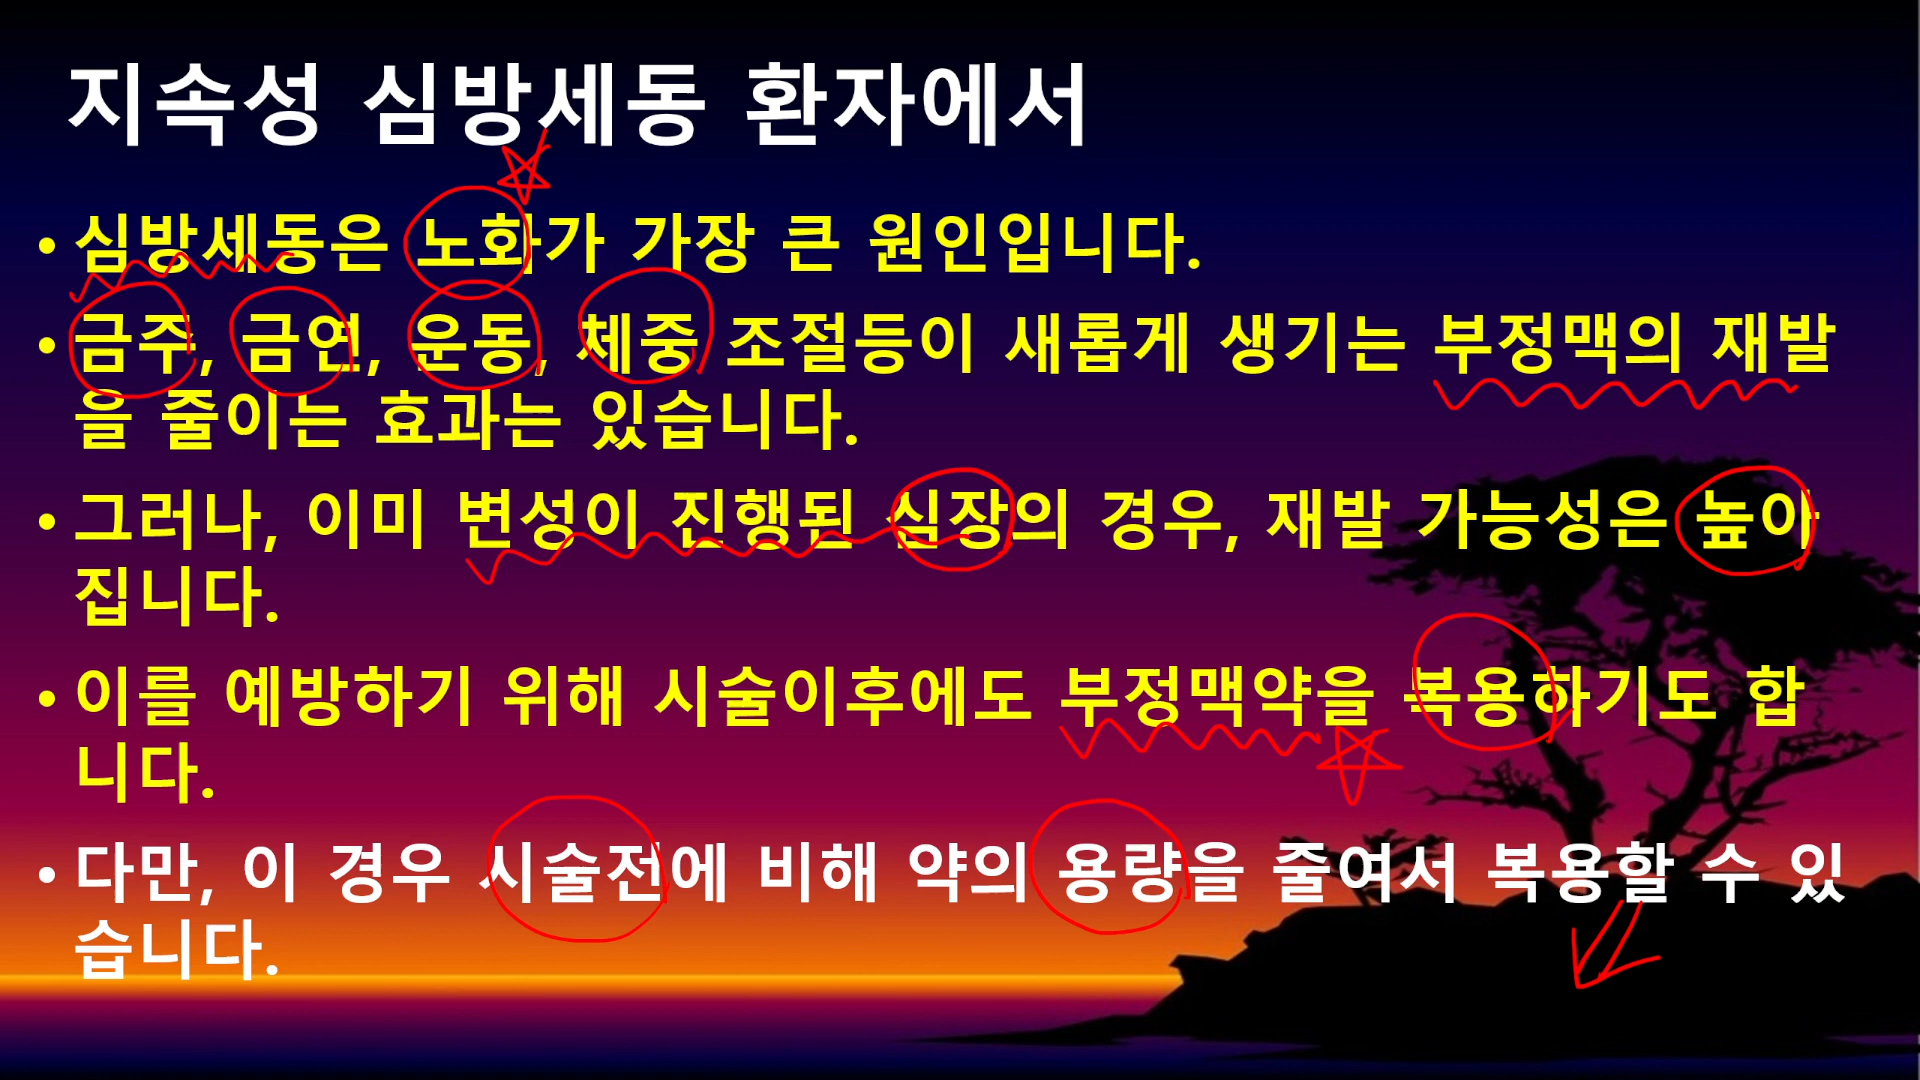 지속성 심방세동 환자에서
• 심방세동은 노화가 가장 큰 원인입니다.
• 금주, 금연, 운동, 체중 조절등이 새롭게 생기는 부정맥의 재발
을 줄이는 효과는 있습니다.
• 그러나, 이미 변성이 진행된 심장의 경우, 재발 가능성은 높아
집니다.
• 이를 예방하기 위해 시술이후에도 부정맥약을 복용하기도 합
니다.
• 다만, 이 경우 시술전에 비해 약의 용량을 줄여서 복용할 수 있
습니다.